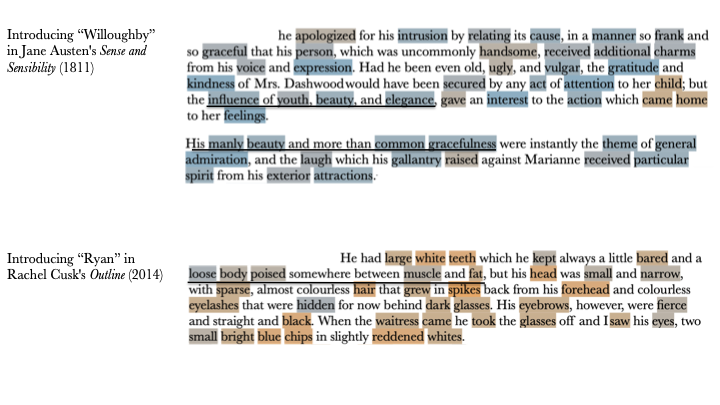 Introducing “Willoughby”
in Jane Austen's Sense and
Sensibility (1811)
he apologized for his intrusion by relating its cause, in a manner so frank and
so graceful that his person, which was uncommonly handsome, received additional charms
from his voice and expression. Had he been even old, ugly, and vulgar, the gratitude and
kindness of Mrs. Dashwood would have been secured by any act of attention to her child; but
the influence of youth, beauty, and elegance, gave an interest to the action which came home
to her feelings.
His manly beauty and more than common gracefulness were instantly the theme of general
admiration, and the laugh which his gallantry raised against Marianne received particular
spirit from his exterior attractions.
Introducing “Ryan” in
Rachel Cusk's Outline (2014)
He had large white teeth which he kept always a little bared and a
loose body poised somewhere between muscle and fat, but his head was small and narrow,
with sparse, almost colourless hair that grew in spikes back from his forehead and colourless
eyelashes that were hidden for now behind dark glasses. His eyebrows, however, were fierce
and straight and black. When the waitress came he took the glasses off and I saw his eyes, two
small bright blue chips in slightly reddened whites.